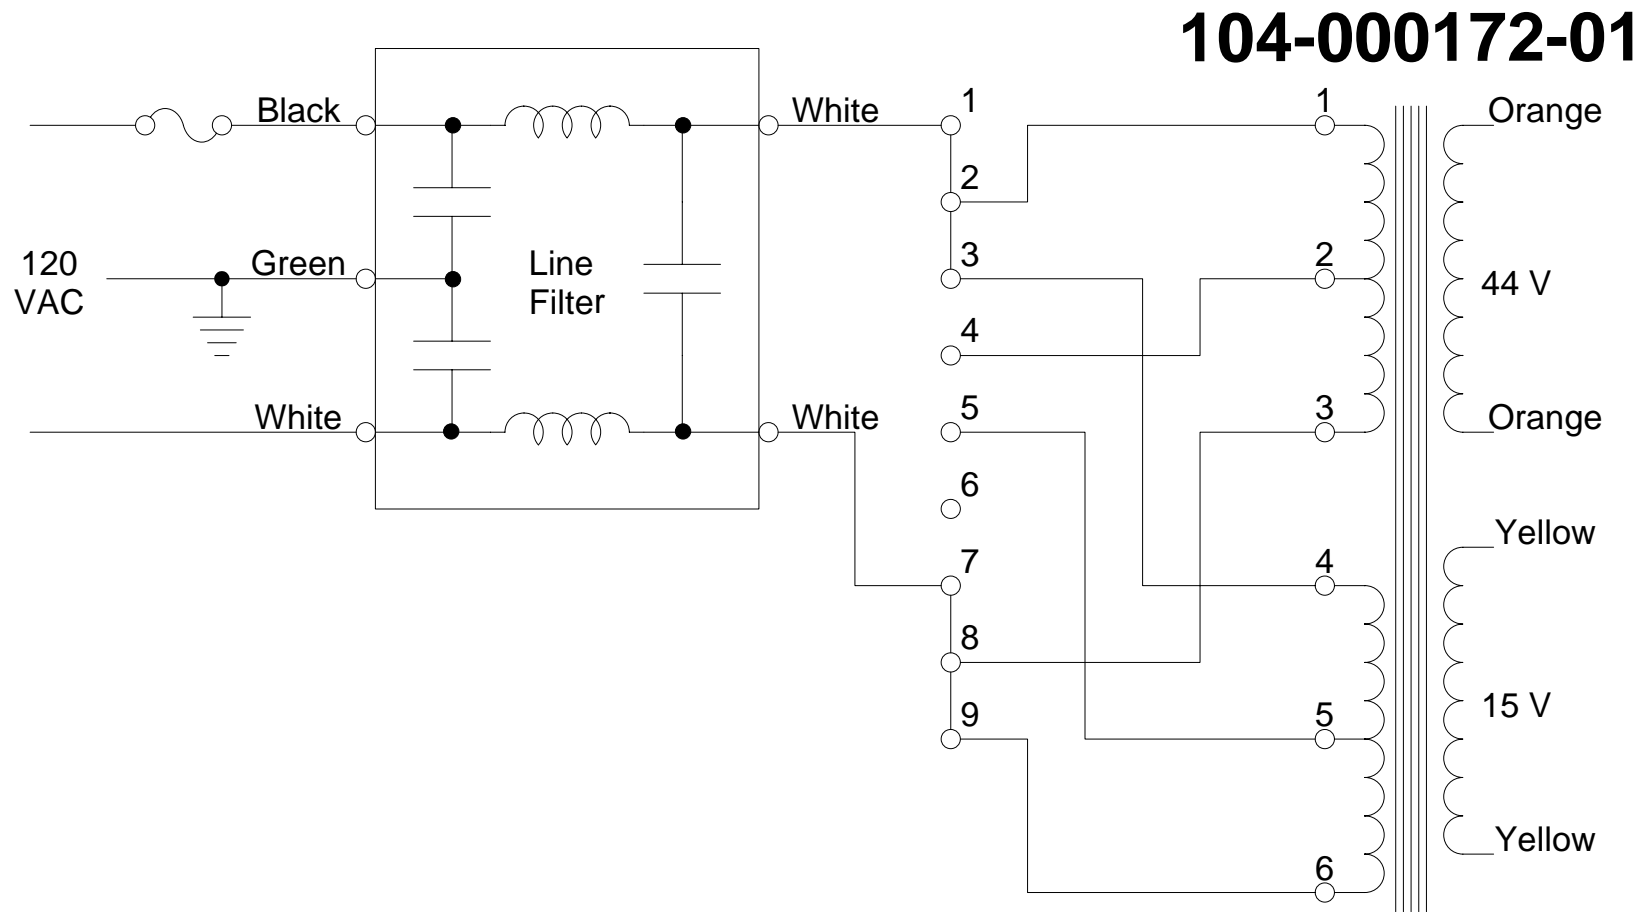 104-000172-01
Black
White
1
1
Orange
2
120
VAC
Green
Line
Filter
3
2
44 V
4
White
White
5
3
Orange
6
Yellow
7
4
8
15 V
9
5
Yellow
6